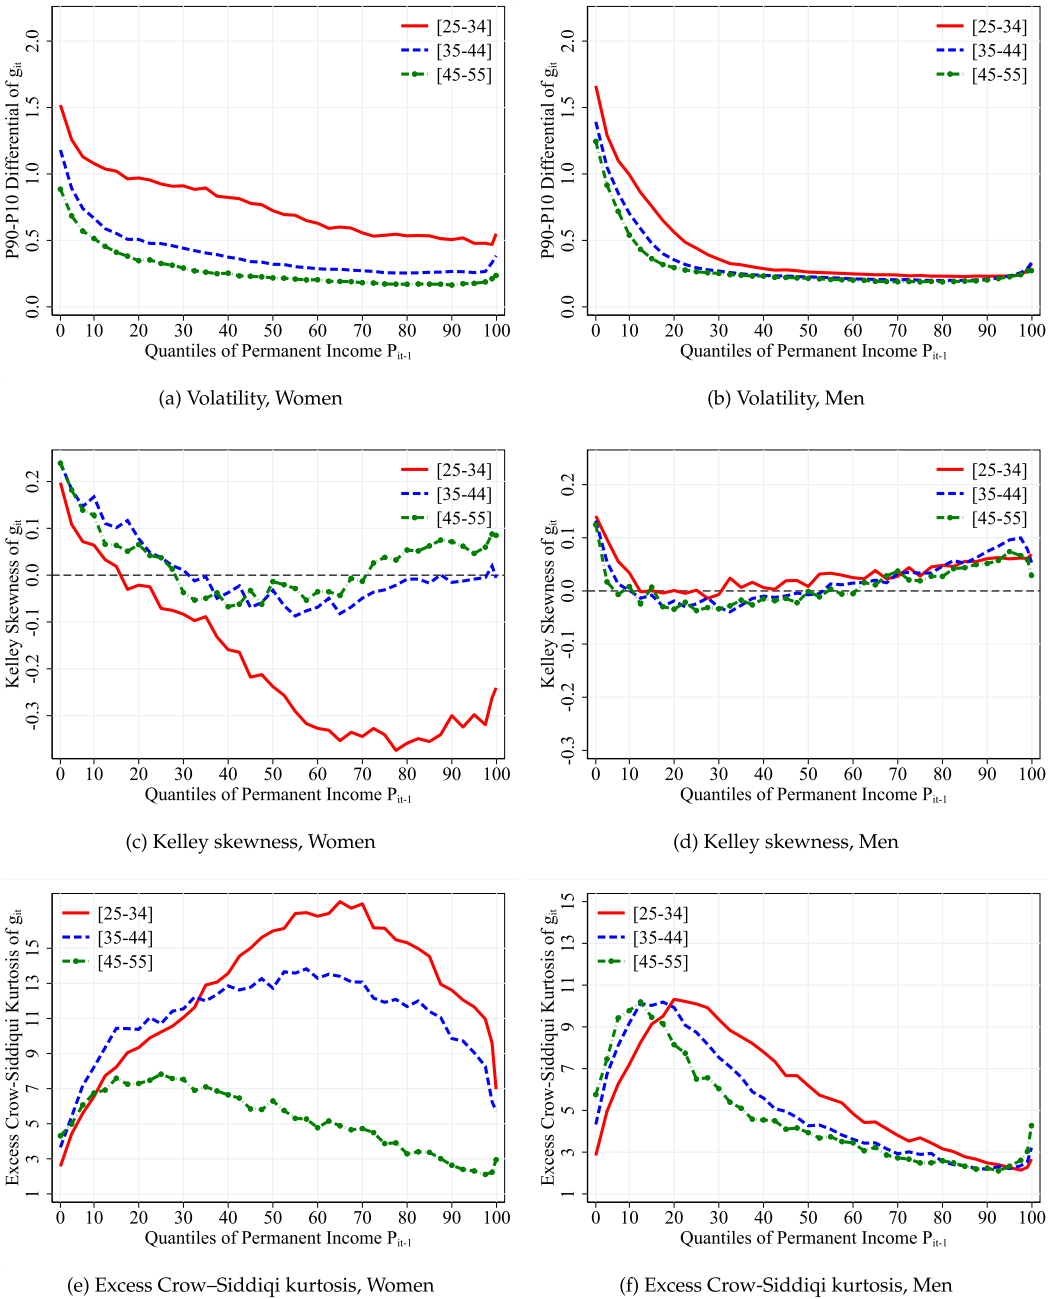 P90-P10 Differential of g_it
0.0 0.5 1.0 1.5 2.0
[25-34]
[35-44]
[45-55]
0 10 20 30 40 50 60 70 80 90 100
Quantiles of Permanent Income P_it-1
(a) Volatility, Women
P90-P10 Differential of g_it
0.0 0.5 1.0 1.5 2.0
[25-34]
[35-44]
[45-55]
0 10 20 30 40 50 60 70 80 90 100
Quantiles of Permanent Income P_it-1
(b) Volatility, Men
Kelley Skewness of g_it
-0.3 -0.2 -0.1 0.0 0.1 0.2
[25-34]
[35-44]
[45-55]
0 10 20 30 40 50 60 70 80 90 100
Quantiles of Permanent Income P_it-1
(c) Kelley skewness, Women
Kelley Skewness of g_it
-0.3 -0.2 -0.1 0.0 0.1 0.2
[25-34]
[35-44]
[45-55]
0 10 20 30 40 50 60 70 80 90 100
Quantiles of Permanent Income P_it-1
(d) Kelley skewness, Men
Excess Crow-Siddiqui Kurtosis of g_it
1 3 5 7 9 11 13 15
[25-34]
[35-44]
[45-55]
0 10 20 30 40 50 60 70 80 90 100
Quantiles of Permanent Income P_it-1
(e) Excess Crow–Siddiqi kurtosis, Women
Excess Crow-Siddiqui Kurtosis of g_it
1 3 5 7 9 11 13 15
[25-34]
[35-44]
[45-55]
0 10 20 30 40 50 60 70 80 90 100
Quantiles of Permanent Income P_it-1
(f) Excess Crow-Siddiqi kurtosis, Men